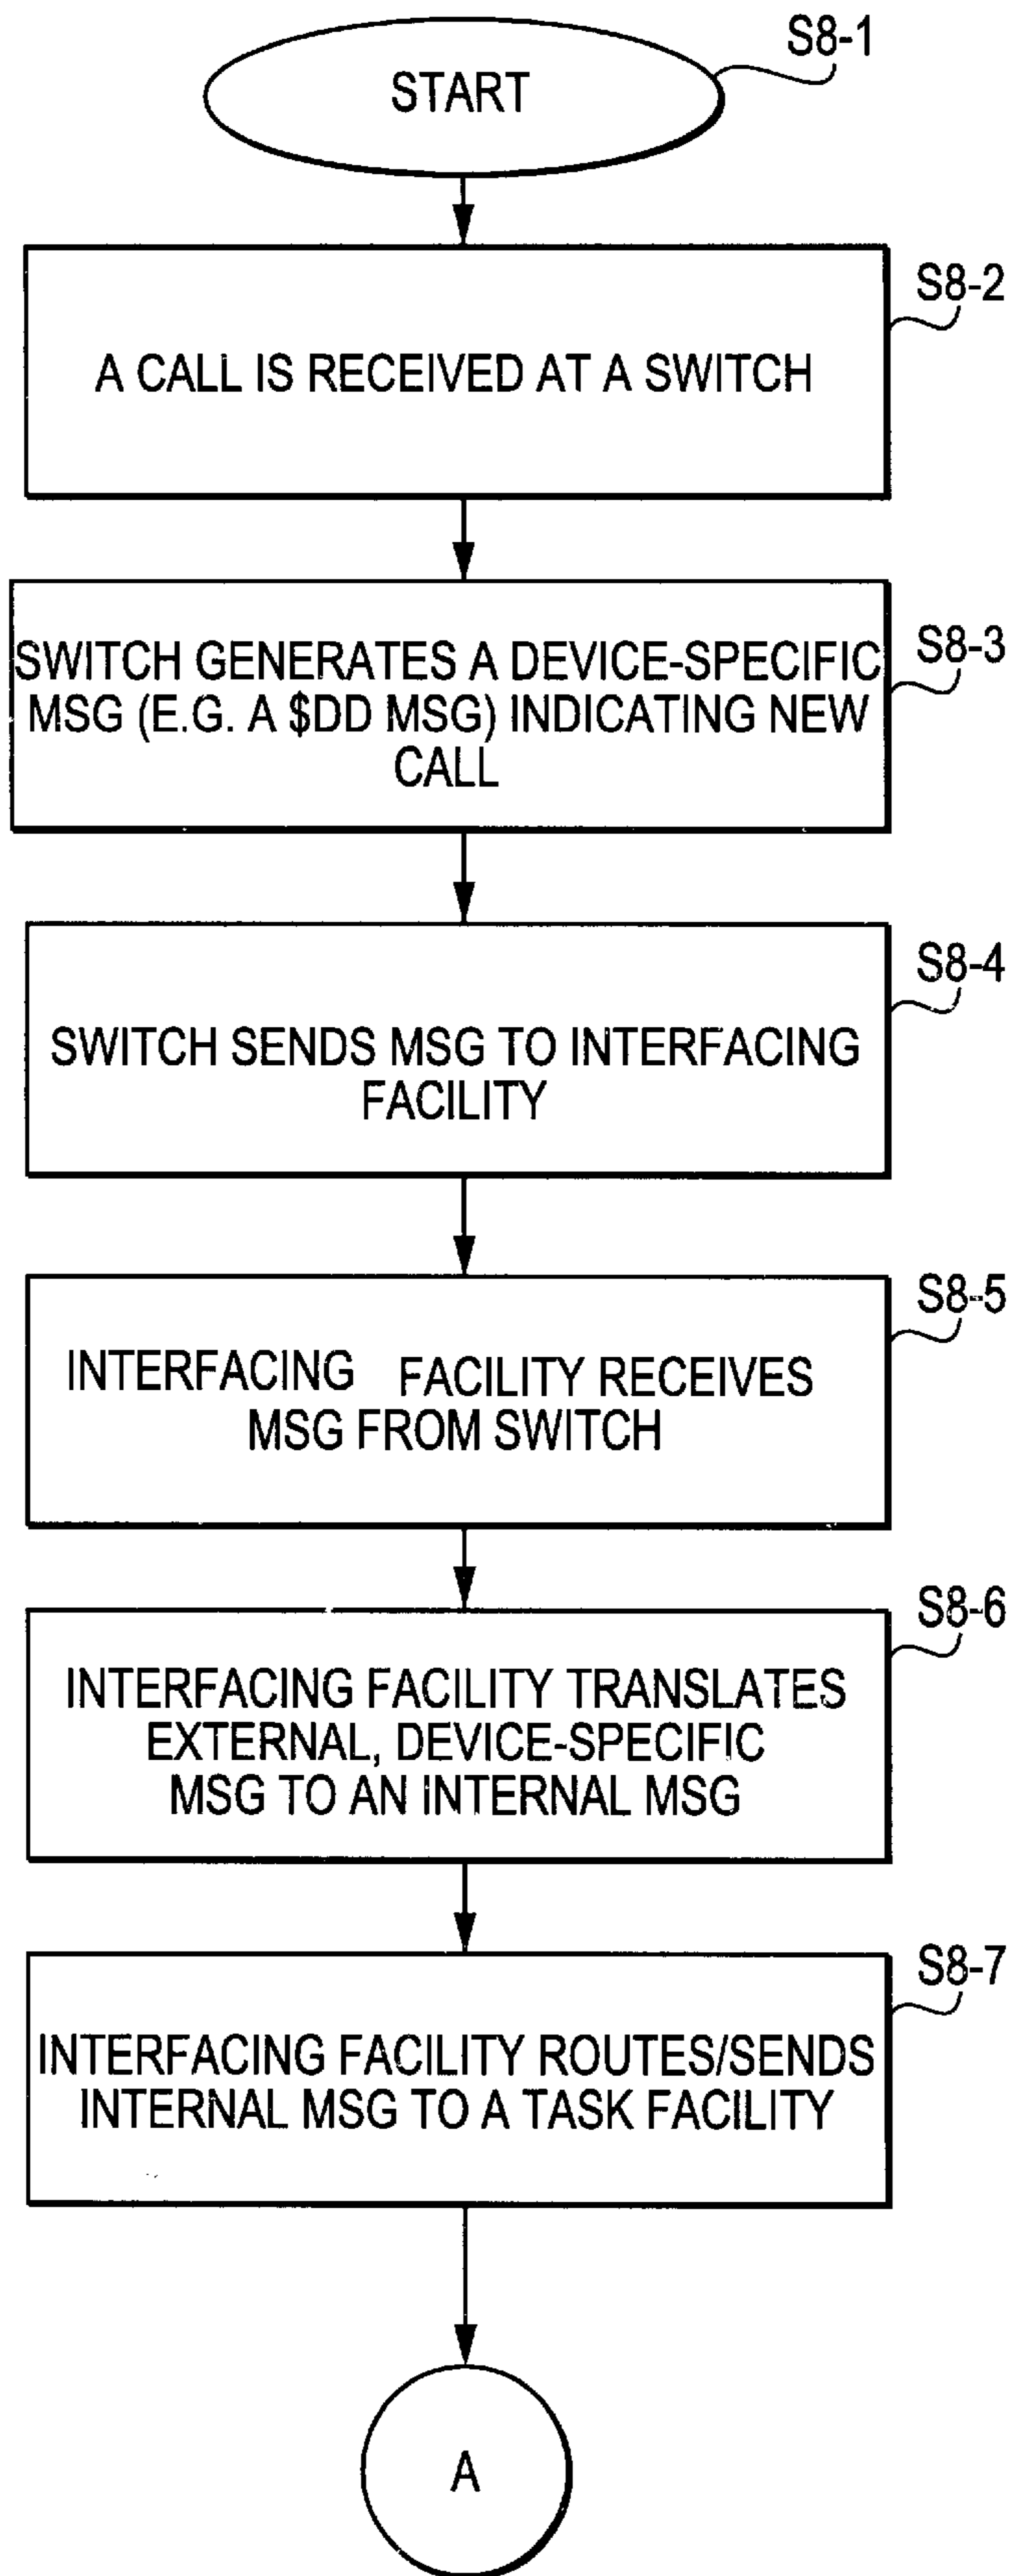 S8-1
START
S8-2
A CALL IS RECEIVED AT A SWITCH
S8-3
SWITCH GENERATES A DEVICE-SPECIFIC
MSG (E.G. A $DD MSG) INDICATING NEW
CALL
S8-4
SWITCH SENDS MSG TO INTERFACING
FACILITY
S8-5
INTERFACING FACILITY RECEIVES
MSG FROM SWITCH
S8-6
INTERFACING FACILITY TRANSLATES
EXTERNAL, DEVICE-SPECIFIC
MSG TO AN INTERNAL MSG
S8-7
INTERFACING FACILITY ROUTES/SENDS
INTERNAL MSG TO A TASK FACILITY
A